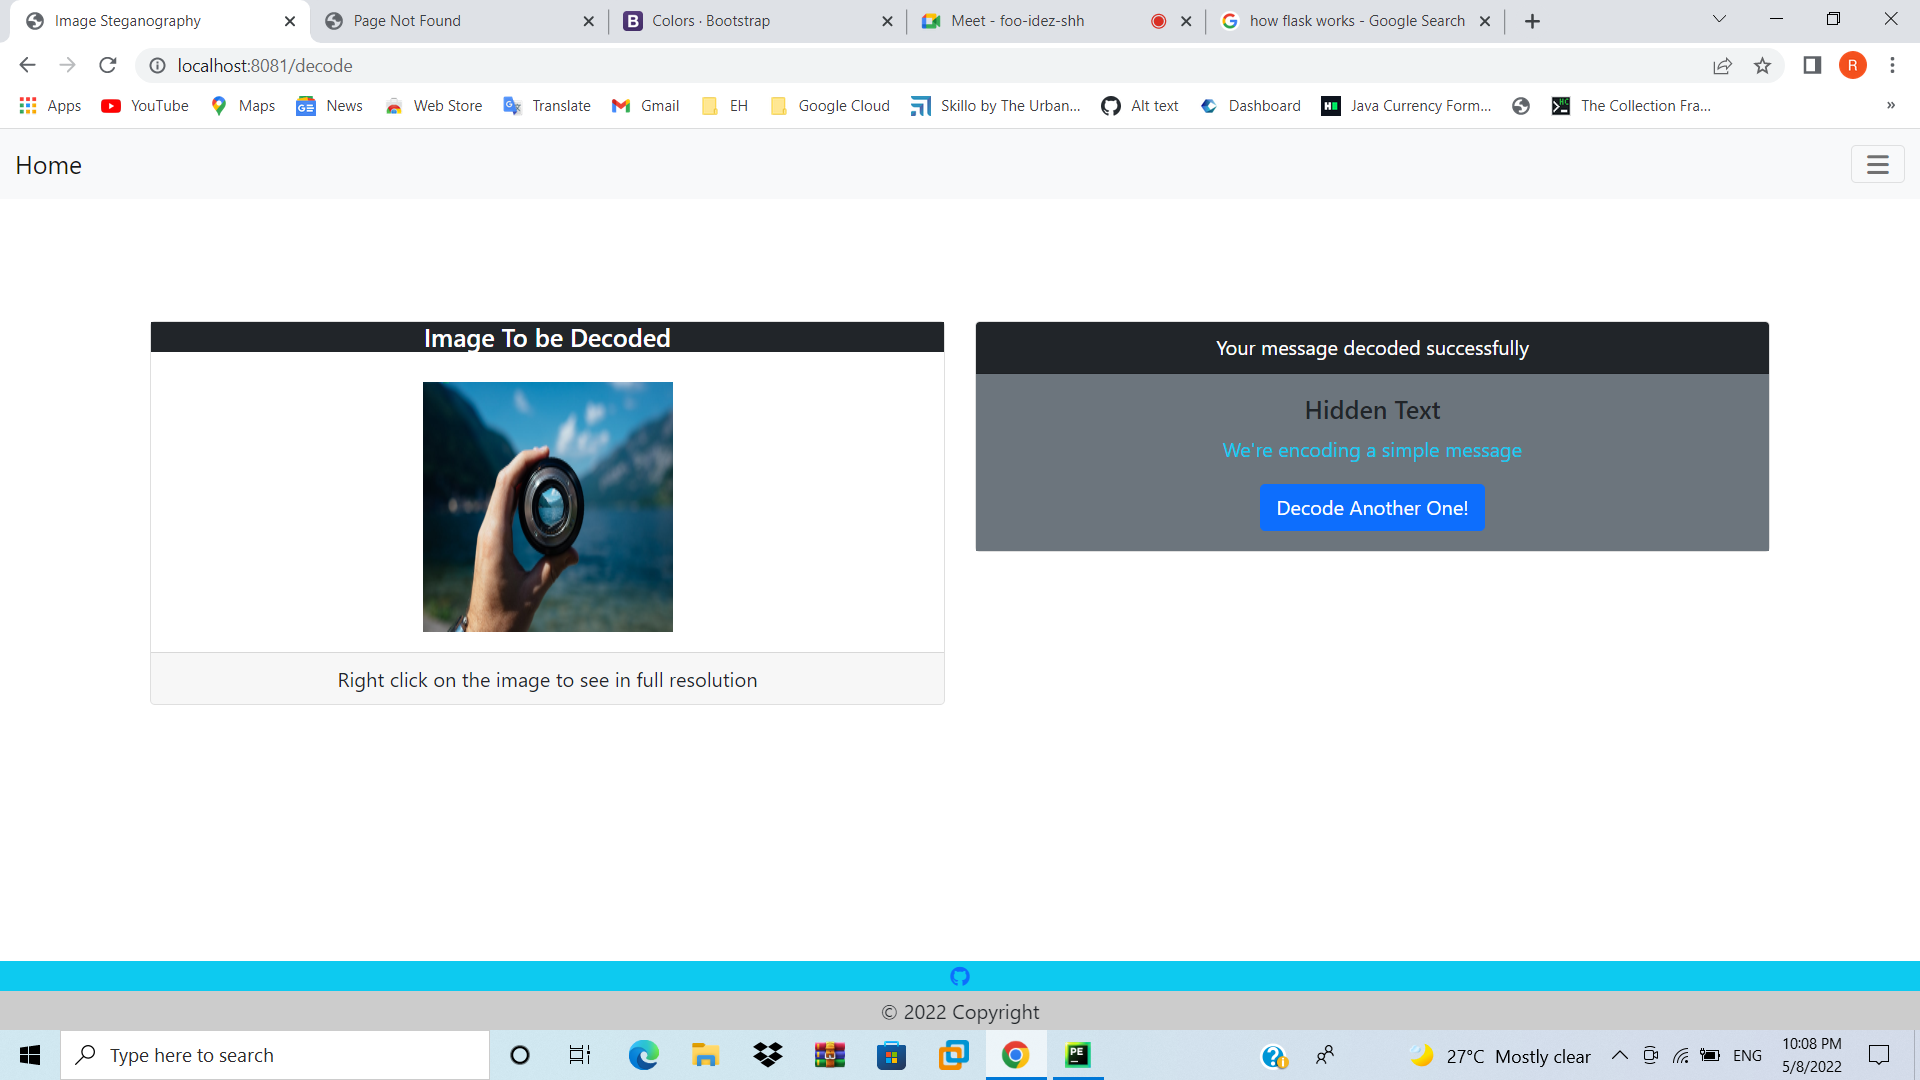 Image Steganography
Page Not Found
Colors · Bootstrap
Meet - foo-idez-shh
how flask works - Google Search
localhost:8081/decode
R
Apps
YouTube
Maps
News
Web Store
Translate
Gmail
EH
Google Cloud
Skillo by The Urban...
Alt text
Dashboard
Java Currency Form...
The Collection Fra...
»
Home
Image To be Decoded
Right click on the image to see in full resolution
Your message decoded successfully
Hidden Text
We're encoding a simple message
Decode Another One!
© 2022 Copyright
Type here to search
PE
27°C Mostly clear
ENG
10:08 PM
5/8/2022